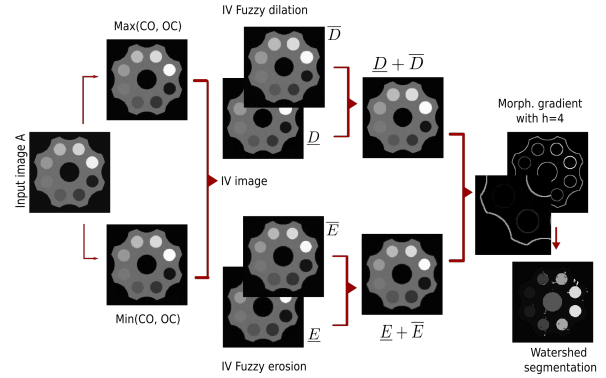 Input image A
Max(CO, OC)
Min(CO, OC)
IV image
IV Fuzzy dilation
D̅
D̲
D̲ + D̅
IV Fuzzy erosion
E̅
E̲
E̲ + E̅
Morph. gradient
with h=4
Watershed
segmentation